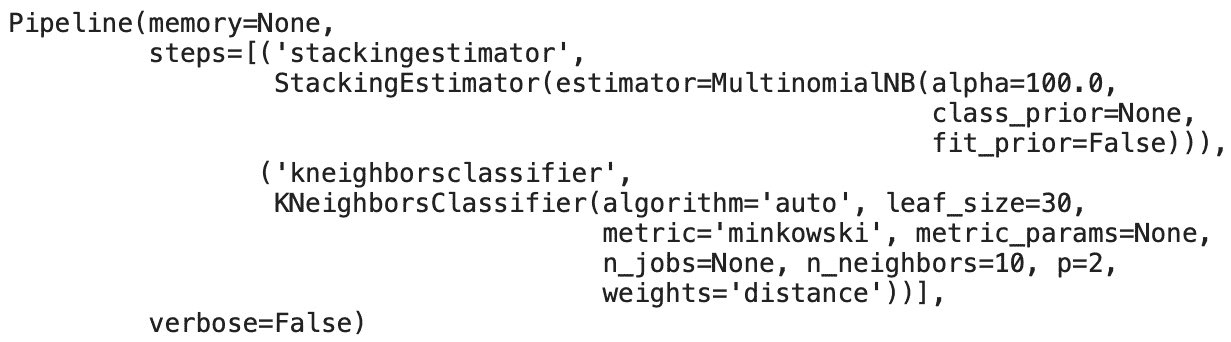 Pipeline(memory=None,
         steps=[('stackingestimator',
                 StackingEstimator(estimator=MultinomialNB(alpha=100.0,
                                                           class_prior=None,
                                                           fit_prior=False))),
                ('kneighborsclassifier',
                 KNeighborsClassifier(algorithm='auto', leaf_size=30,
                                      metric='minkowski', metric_params=None,
                                      n_jobs=None, n_neighbors=10, p=2,
                                      weights='distance'))],
         verbose=False)